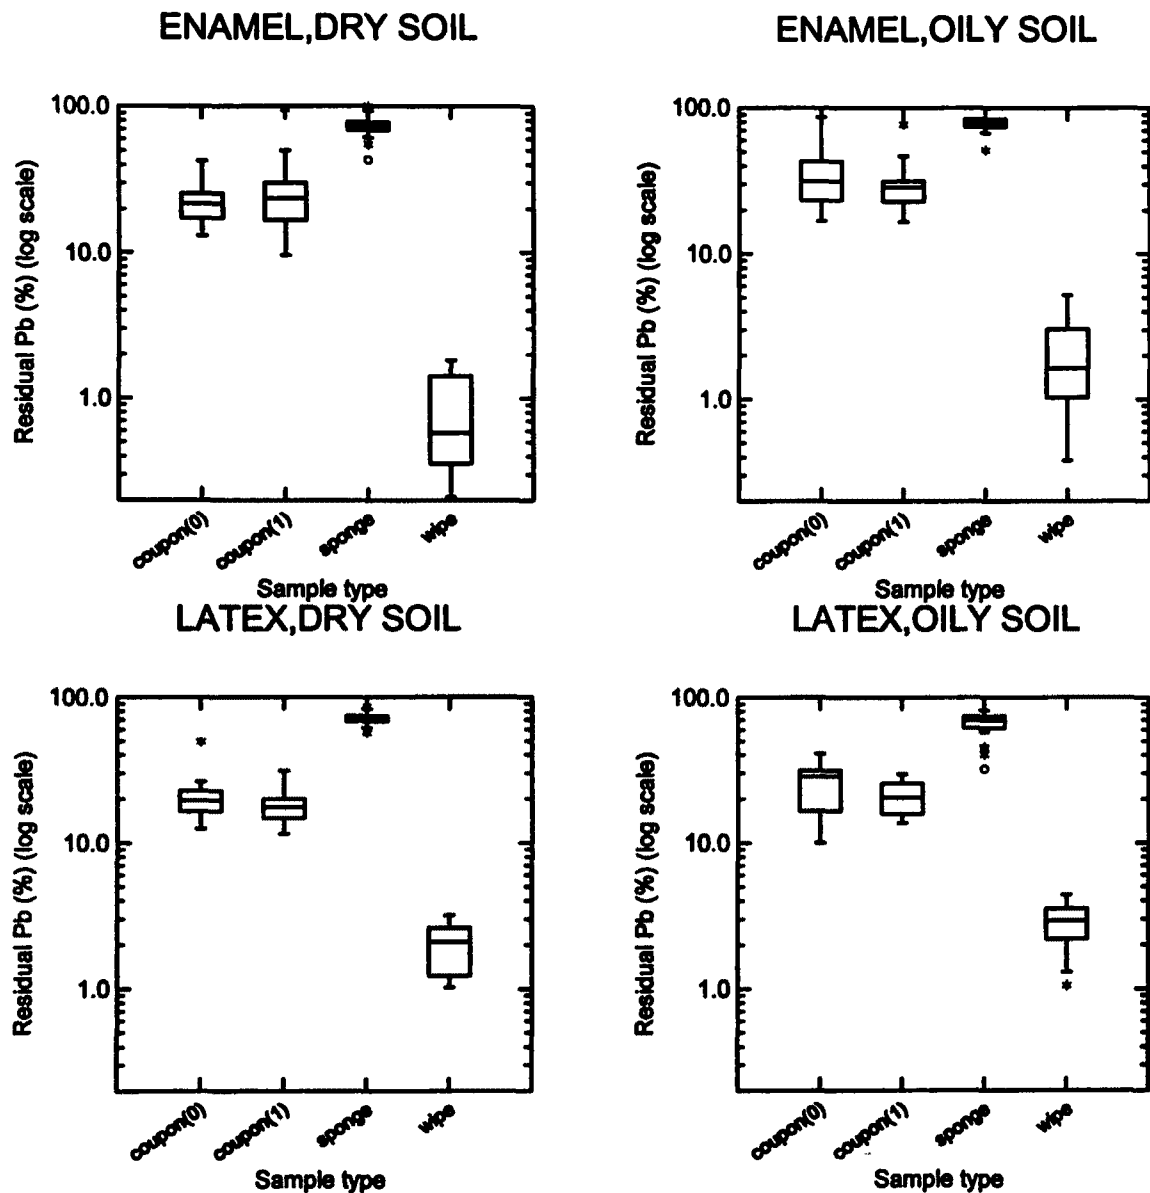 ENAMEL,DRY SOIL
Residual Pb (%) (log scale)
100.0
10.0
1.0
coupon(0)
coupon(1)
sponge
wipe
Sample type
ENAMEL,OILY SOIL
Residual Pb (%) (log scale)
100.0
10.0
1.0
coupon(0)
coupon(1)
sponge
wipe
Sample type
LATEX,DRY SOIL
Residual Pb (%) (log scale)
100.0
10.0
1.0
coupon(0)
coupon(1)
sponge
wipe
Sample type
LATEX,OILY SOIL
Residual Pb (%) (log scale)
100.0
10.0
1.0
coupon(0)
coupon(1)
sponge
wipe
Sample type